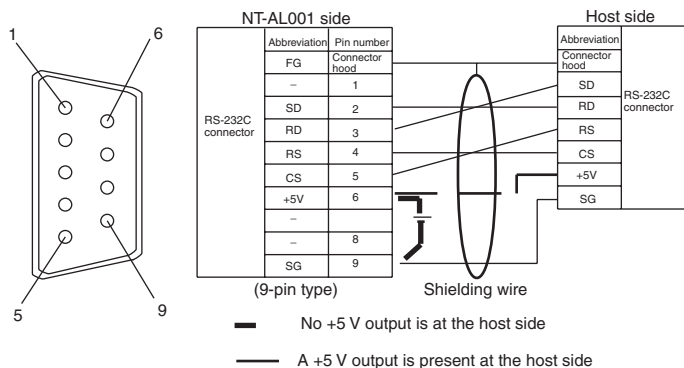 NT-AL001 side
Host side
1
6
5
9
RS-232C
connector
Abbreviation Pin number
FG Connector
hood
– 1
SD 2
RD 3
RS 4
CS 5
+5V 6
–
– 8
SG 9
(9-pin type)
Shielding wire
Abbreviation
Connector
hood
SD
RD
RS
CS
+5V
SG
RS-232C
connector
No +5 V output is at the host side
A +5 V output is present at the host side